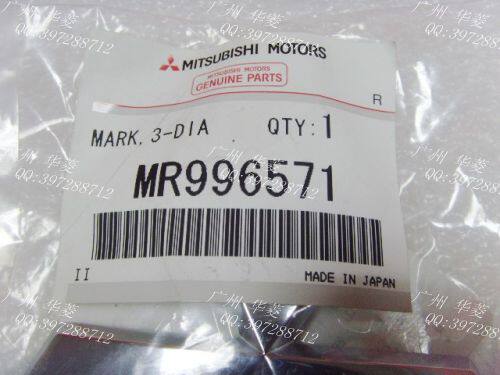 MITSUBISHI MOTORS
MITSUBISHI MOTORS
GENUINE PARTS
R
MARK, 3-DIA QTY:1
MR996571
II MADE IN JAPAN
广州 华菱
QQ:397288712